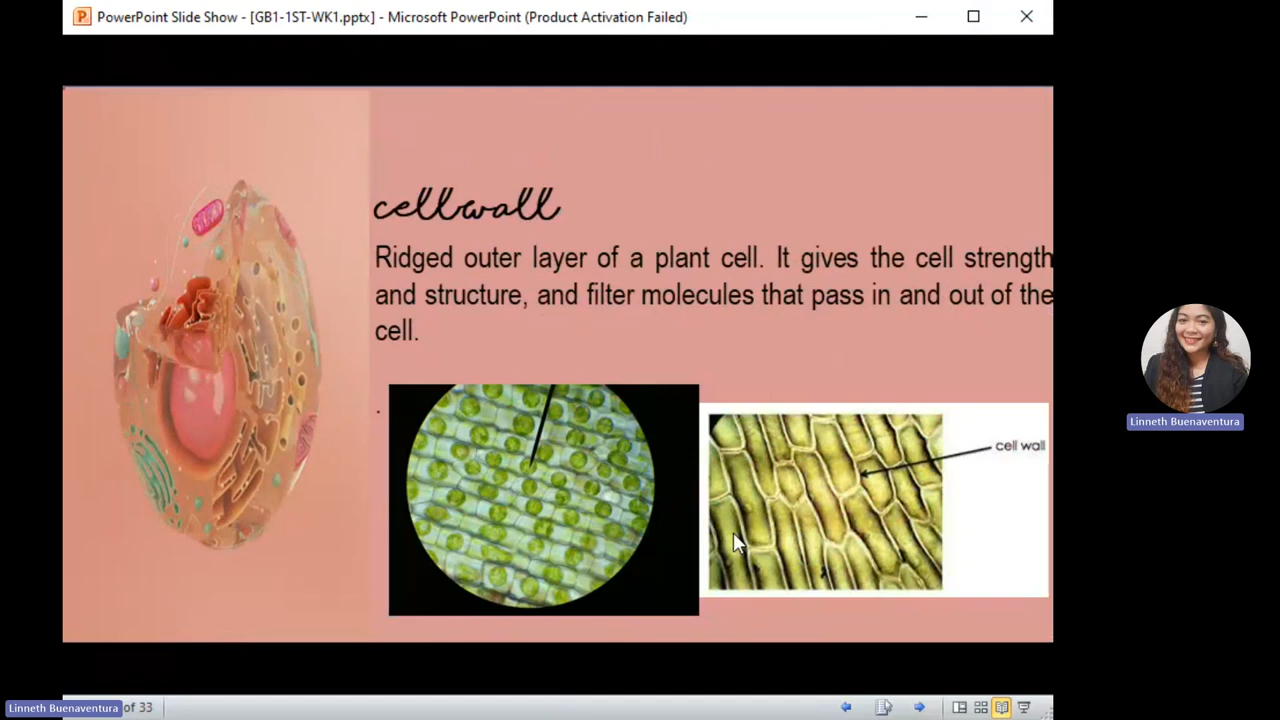 PowerPoint Slide Show - [GB1-1ST-WK1.pptx] - Microsoft PowerPoint (Product Activation Failed)
cellwall
Ridged outer layer of a plant cell. It gives the cell strength
and structure, and filter molecules that pass in and out of the
cell.
.
cell wall
Linneth Buenaventura
Linneth Buenaventura
of 33